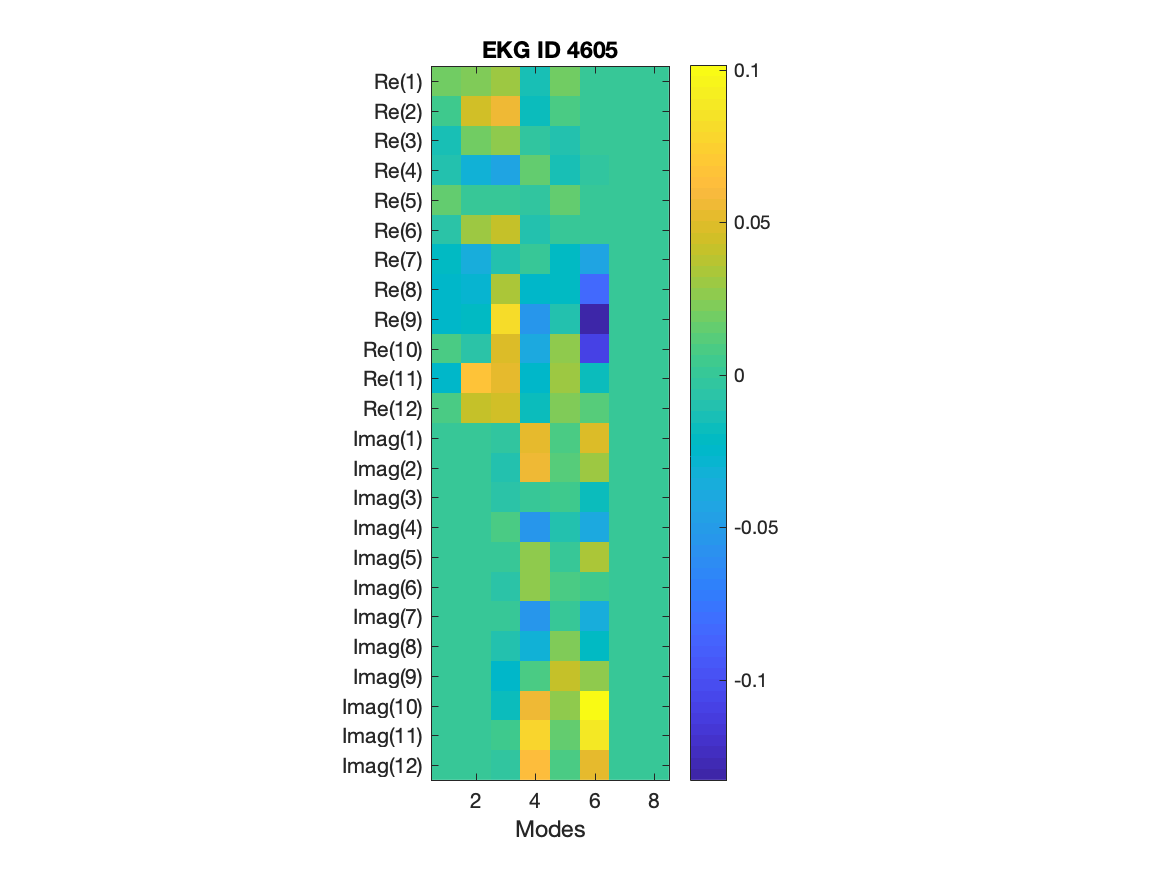 EKG ID 4605
Re(1)
Re(2)
Re(3)
Re(4)
Re(5)
Re(6)
Re(7)
Re(8)
Re(9)
Re(10)
Re(11)
Re(12)
Imag(1)
Imag(2)
Imag(3)
Imag(4)
Imag(5)
Imag(6)
Imag(7)
Imag(8)
Imag(9)
Imag(10)
Imag(11)
Imag(12)
2 4 6 8
Modes
0.1
0.05
0
-0.05
-0.1